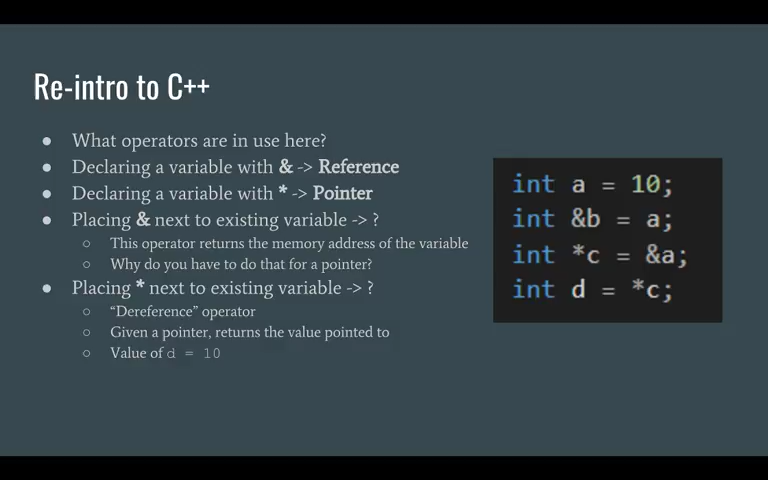 Re-intro to C++
What operators are in use here?
Declaring a variable with & -> Reference
Declaring a variable with * -> Pointer
Placing & next to existing variable -> ?
This operator returns the memory address of the variable
Why do you have to do that for a pointer?
Placing * next to existing variable -> ?
“Dereference” operator
Given a pointer, returns the value pointed to
Value of d = 10
int a = 10;
int &b = a;
int *c = &a;
int d = *c;